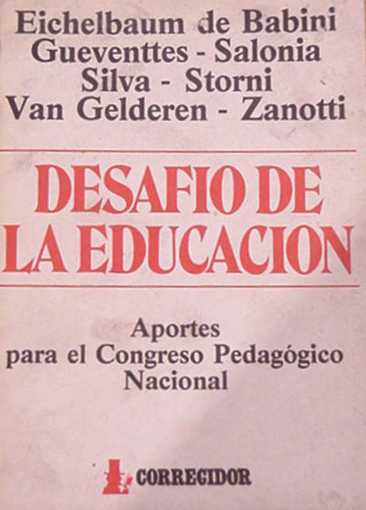 Eichelbaum de Babini
Gueventtes - Salonia
Silva - Storni
Van Gelderen - Zanotti
DESAFIO DE
LA EDUCACION
Aportes
para el Congreso Pedagógico
Nacional
CORREGIDOR